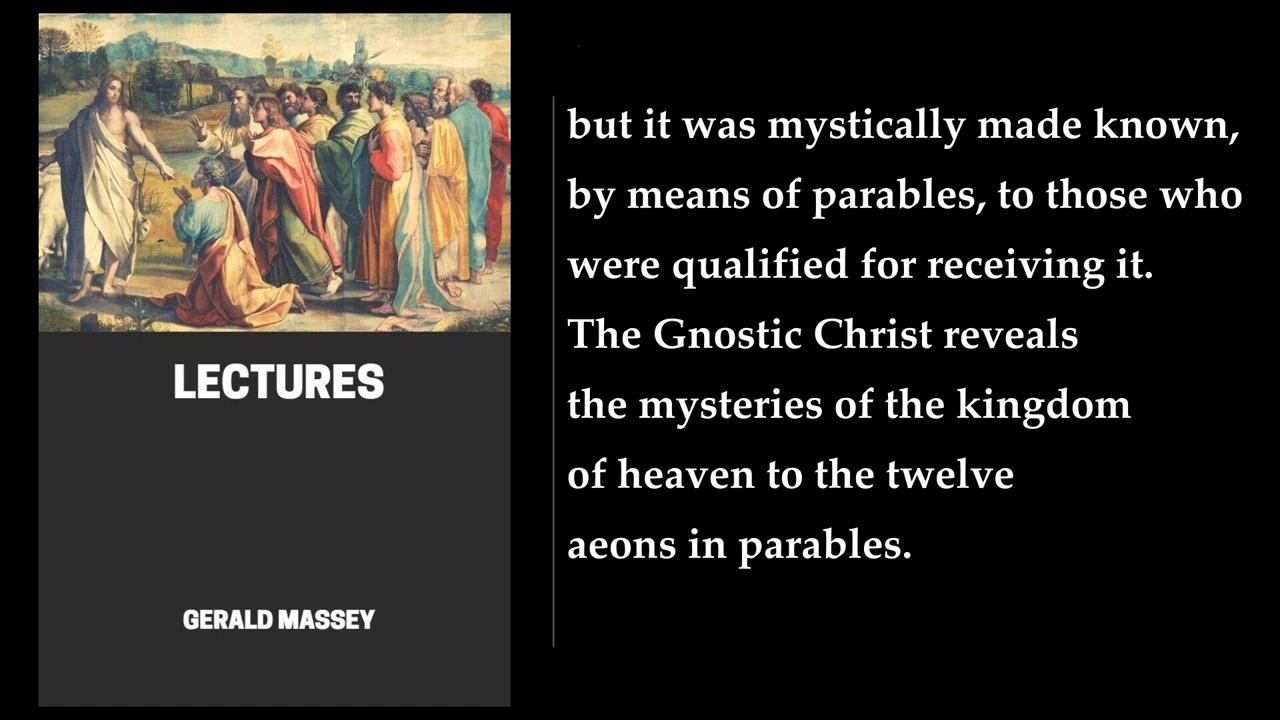 LECTURES
GERALD MASSEY
but it was mystically made known,
by means of parables, to those who
were qualified for receiving it.
The Gnostic Christ reveals
the mysteries of the kingdom
of heaven to the twelve
aeons in parables.